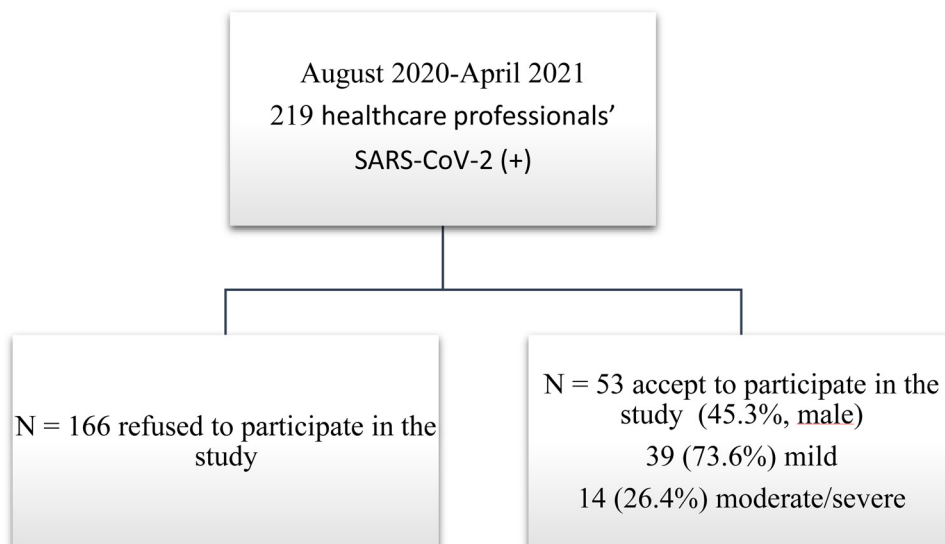 August 2020-April 2021
219 healthcare professionals’
SARS-CoV-2 (+)
N = 166 refused to participate in the
study
N = 53 accept to participate in the
study (45.3%, male)
39 (73.6%) mild
14 (26.4%) moderate/severe